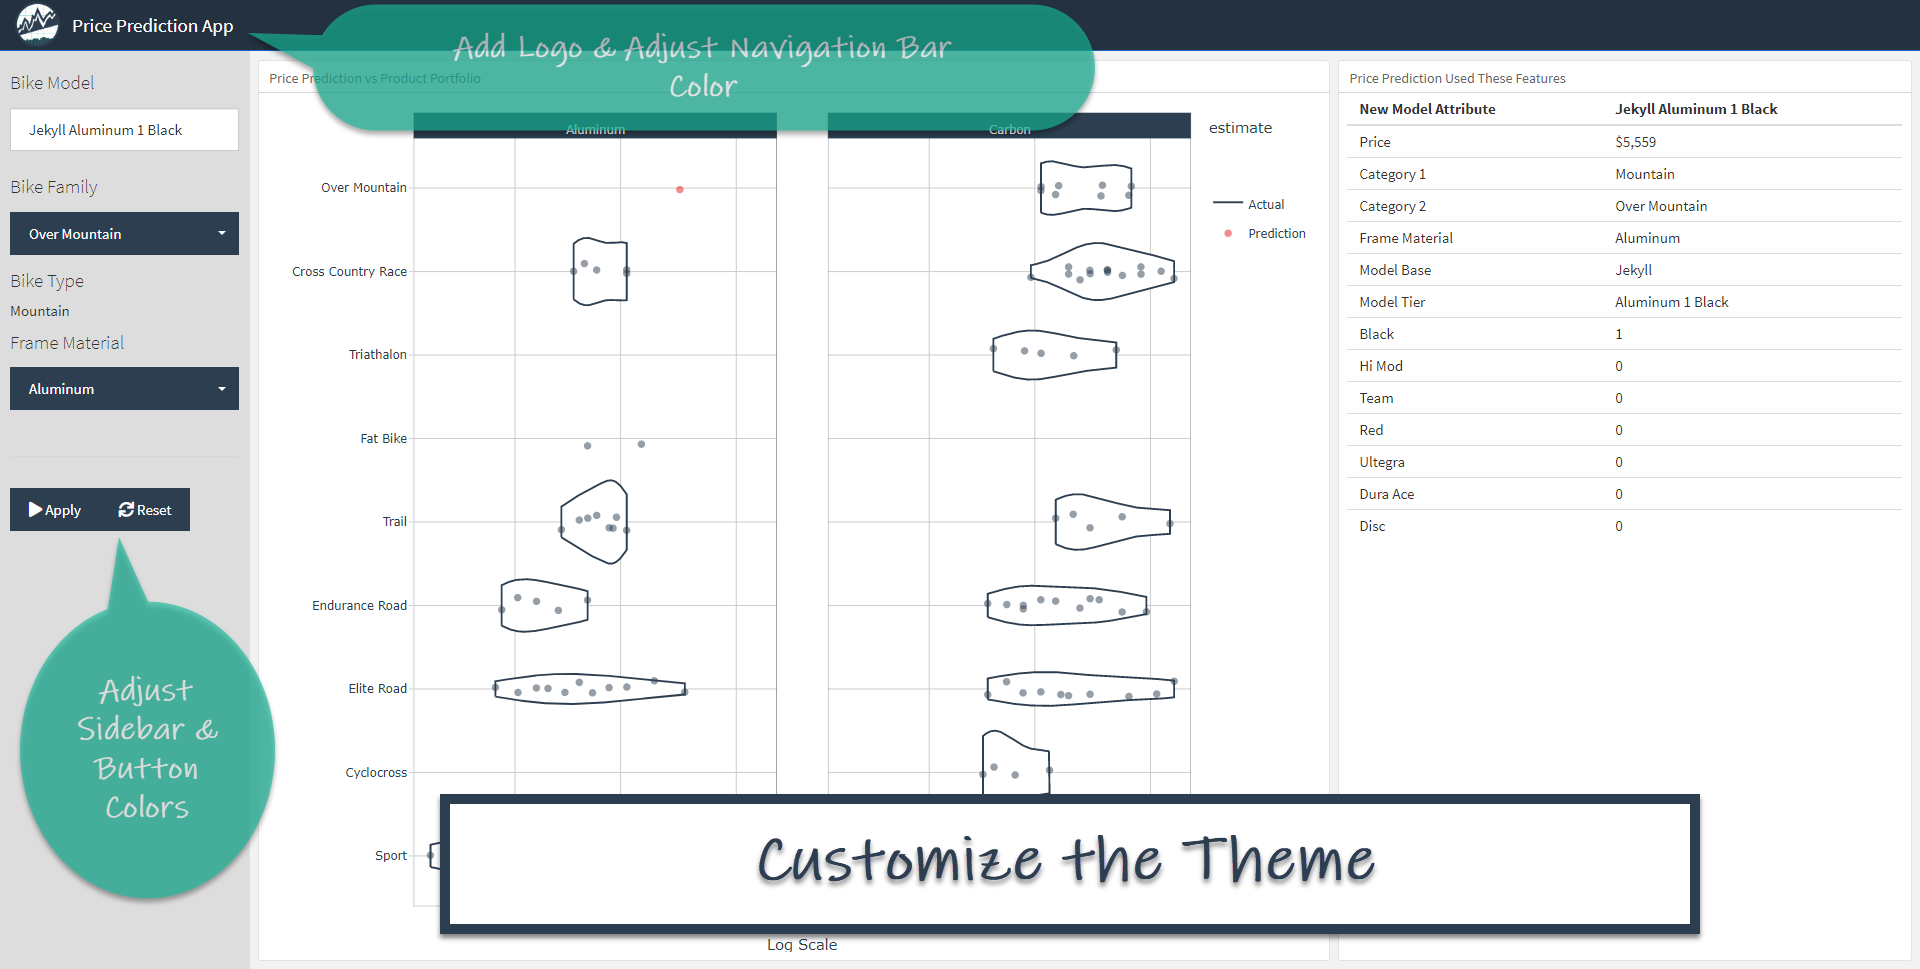 Price Prediction App
Add Logo & Adjust Navigation Bar
Color
Bike Model
Jekyll Aluminum 1 Black
Bike Family
Over Mountain
Bike Type
Mountain
Frame Material
Aluminum
Apply
Reset
Adjust
Sidebar &
Button
Colors
Price Prediction vs Product Portfolio
Aluminum
Carbon
Over Mountain
Cross Country Race
Triathalon
Fat Bike
Trail
Endurance Road
Elite Road
Cyclocross
Sport
Log Scale
estimate
Actual
Prediction
Price Prediction Used These Features
New Model Attribute Jekyll Aluminum 1 Black
Price $5,559
Category 1 Mountain
Category 2 Over Mountain
Frame Material Aluminum
Model Base Jekyll
Model Tier Aluminum 1 Black
Black 1
Hi Mod 0
Team 0
Red 0
Ultegra 0
Dura Ace 0
Disc 0
Customize the Theme